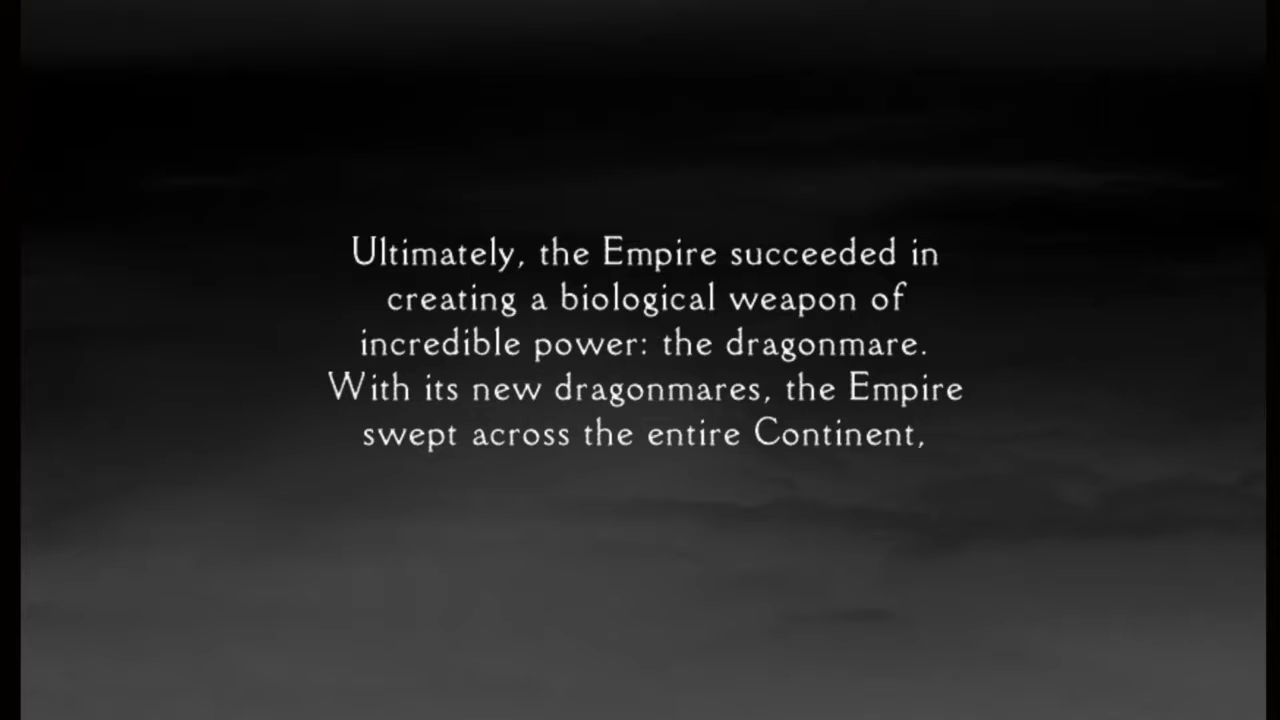 Ultimately, the Empire succeeded in
creating a biological weapon of
incredible power: the dragonmare.
With its new dragonmares, the Empire
swept across the entire Continent,